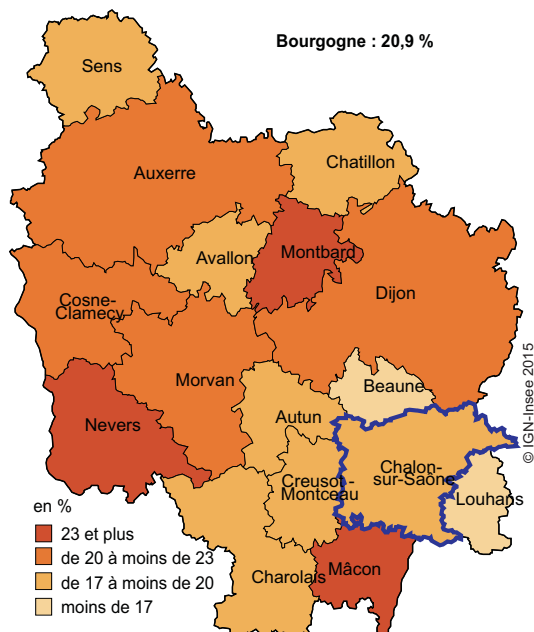 Bourgogne : 20,9 %
Sens
Chatillon
Auxerre
Montbard
Avallon
Dijon
Cosne-
Clamecy
Morvan
Beaune
Autun
Nevers
Chalon-
sur-Saône
Creusot -
Montceau
Louhans
Mâcon
Charolais
en %
23 et plus
de 20 à moins de 23
de 17 à moins de 20
moins de 17
© IGN-Insee 2015